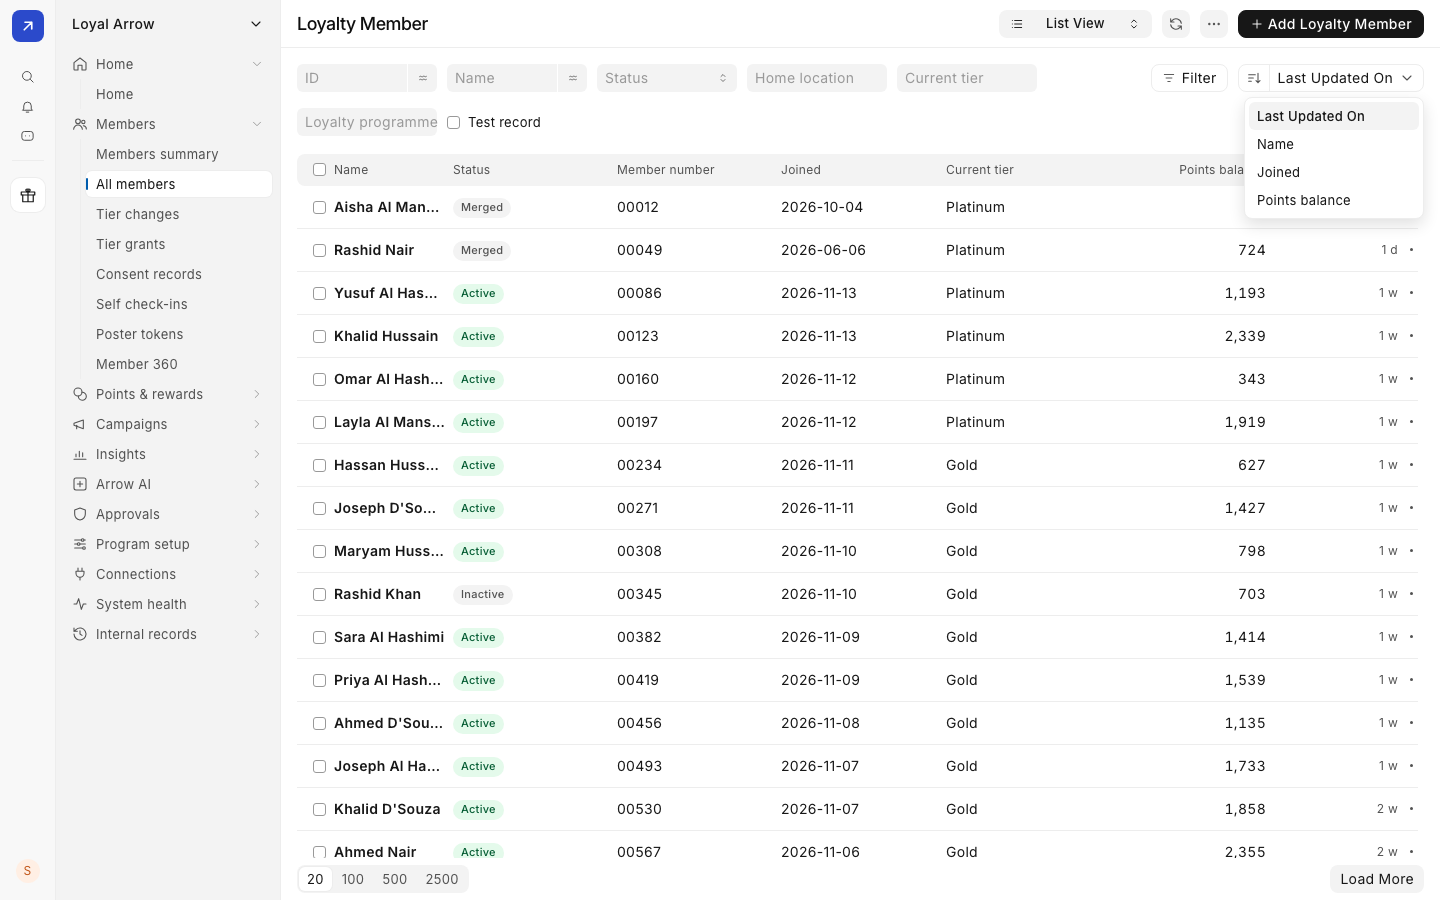 Loyal Arrow
Loyalty Member
List View
Add Loyalty Member
Home
Home
Members
Members summary
All members
Tier changes
Tier grants
Consent records
Self check-ins
Poster tokens
Member 360
Points & rewards
Campaigns
Insights
Arrow AI
Approvals
Program setup
Connections
System health
Internal records
S
ID = Name = Status Home location Current tier
Filter Last Updated On
Loyalty programme Test record
Last Updated On
Name
Joined
Points balance
Name Status Member number Joined Current tier Points bala
Aisha Al Man... Merged 00012 2026-10-04 Platinum
Rashid Nair Merged 00049 2026-06-06 Platinum 724 1 d
Yusuf Al Has... Active 00086 2026-11-13 Platinum 1,193 1 w
Khalid Hussain Active 00123 2026-11-13 Platinum 2,339 1 w
Omar Al Hash... Active 00160 2026-11-12 Platinum 343 1 w
Layla Al Mans... Active 00197 2026-11-12 Platinum 1,919 1 w
Hassan Huss... Active 00234 2026-11-11 Gold 627 1 w
Joseph D'So... Active 00271 2026-11-11 Gold 1,427 1 w
Maryam Huss... Active 00308 2026-11-10 Gold 798 1 w
Rashid Khan Inactive 00345 2026-11-10 Gold 703 1 w
Sara Al Hashimi Active 00382 2026-11-09 Gold 1,414 1 w
Priya Al Hash... Active 00419 2026-11-09 Gold 1,539 1 w
Ahmed D'Sou... Active 00456 2026-11-08 Gold 1,135 1 w
Joseph Al Ha... Active 00493 2026-11-07 Gold 1,733 1 w
Khalid D'Souza Active 00530 2026-11-07 Gold 1,858 2 w
Ahmed Nair Active 00567 2026-11-06 Gold 2,355 2 w
20 100 500 2500
Load More